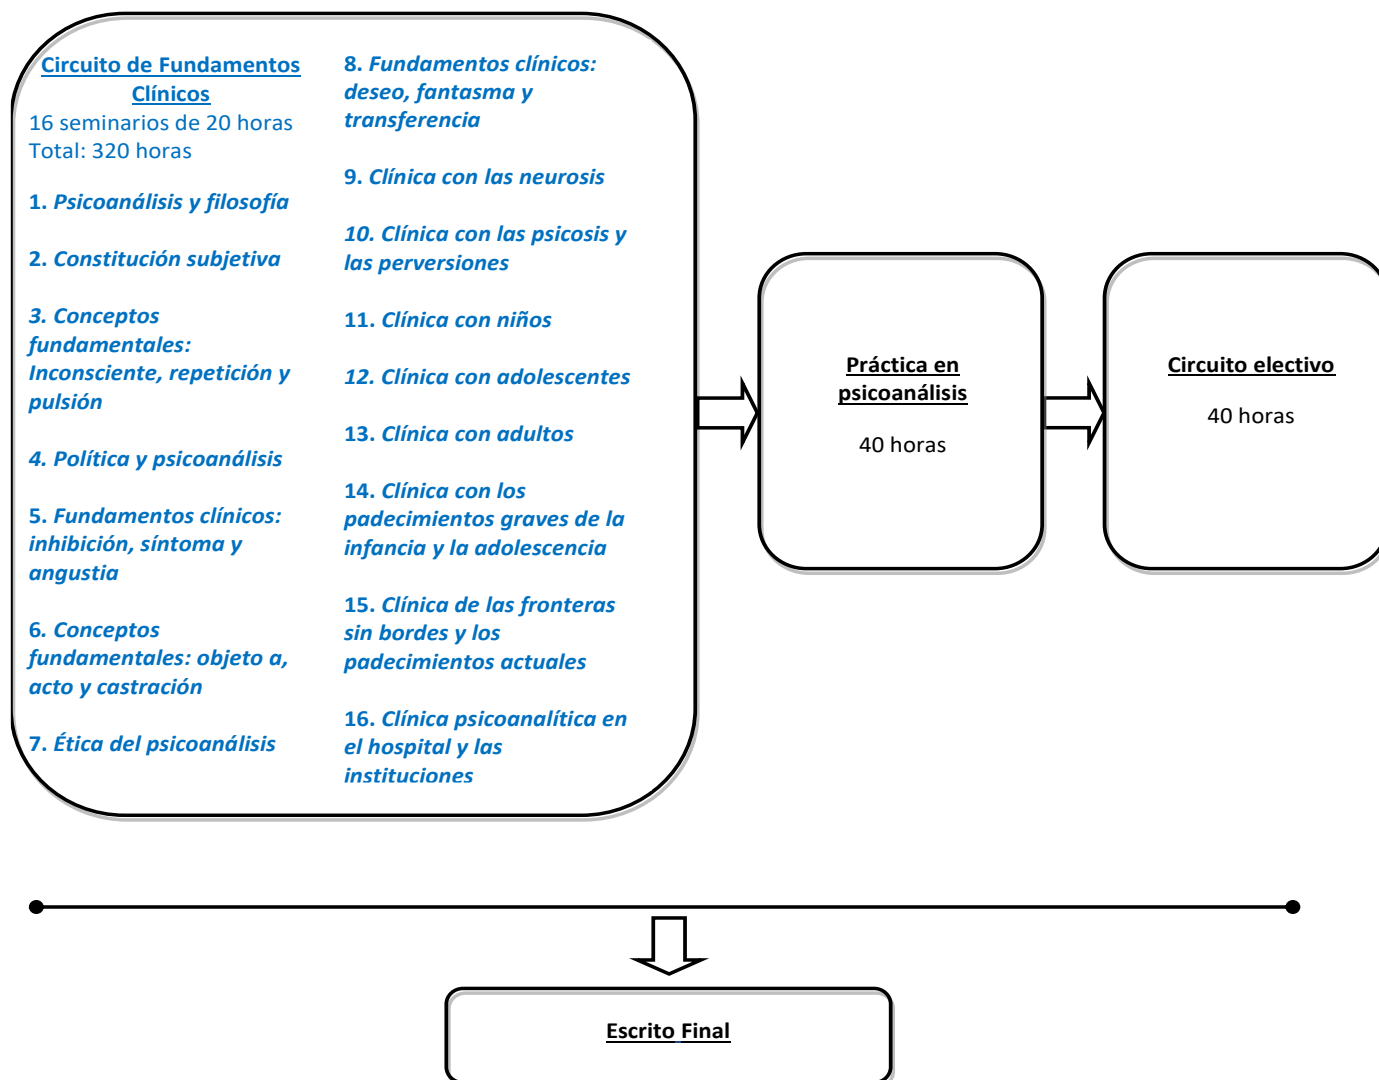 Circuito de Fundamentos
Clínicos
16 seminarios de 20 horas
Total: 320 horas
1. Psicoanálisis y filosofía
2. Constitución subjetiva
3. Conceptos
fundamentales:
Inconsciente, repetición y
pulsión
4. Política y psicoanálisis
5. Fundamentos clínicos:
inhibición, síntoma y
angustia
6. Conceptos
fundamentales: objeto a,
acto y castración
7. Ética del psicoanálisis
8. Fundamentos clínicos:
deseo, fantasma y
transferencia
9. Clínica con las neurosis
10. Clínica con las psicosis y
las perversiones
11. Clínica con niños
12. Clínica con adolescentes
13. Clínica con adultos
14. Clínica con los
padecimientos graves de la
infancia y la adolescencia
15. Clínica de las fronteras
sin bordes y los
padecimientos actuales
16. Clínica psicoanalítica en
el hospital y las
instituciones
Práctica en
psicoanálisis
40 horas
Circuito electivo
40 horas
Escrito Final